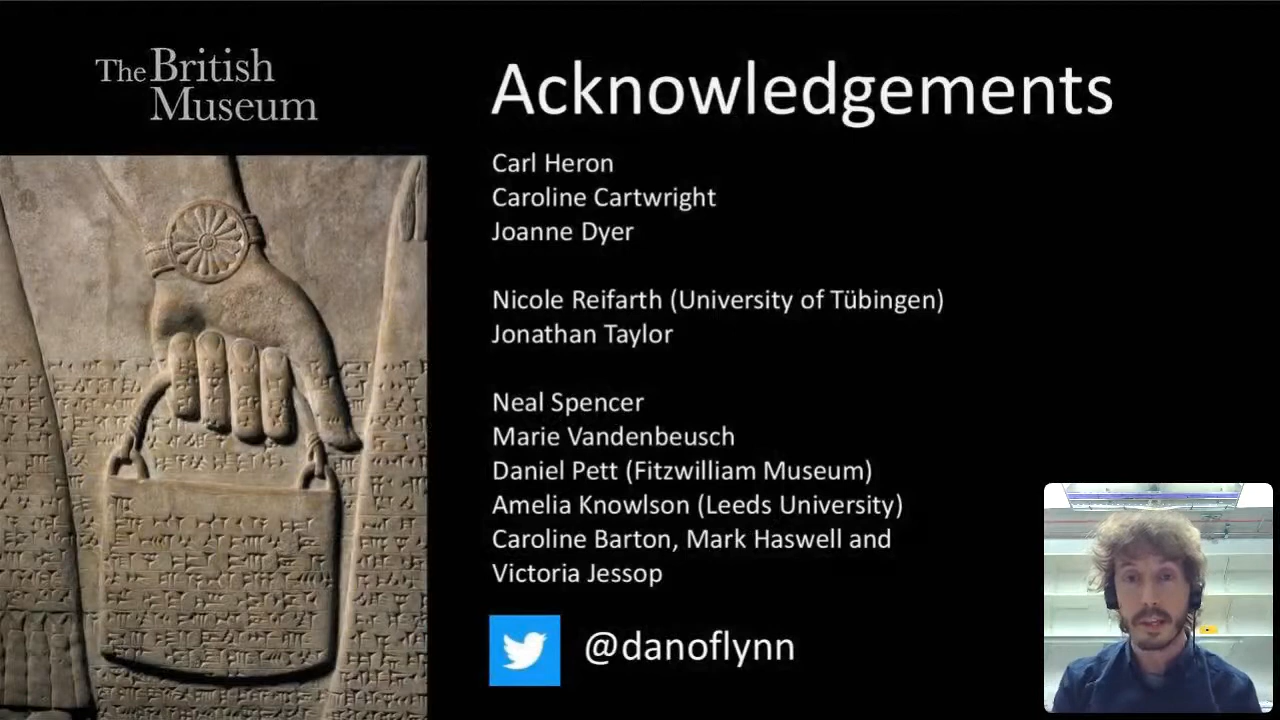 The British
Museum
Acknowledgements
Carl Heron
Caroline Cartwright
Joanne Dyer
Nicole Reifarth (University of Tübingen)
Jonathan Taylor
Neal Spencer
Marie Vandenbeusch
Daniel Pett (Fitzwilliam Museum)
Amelia Knowlson (Leeds University)
Caroline Barton, Mark Haswell and
Victoria Jessop
@danoflynn